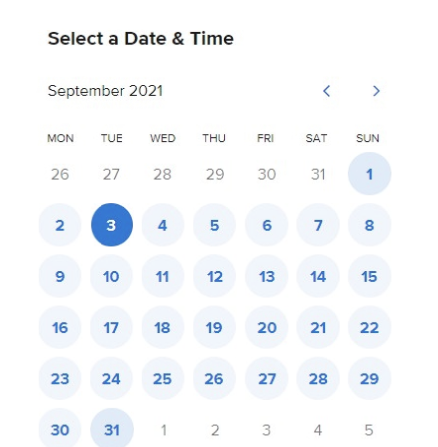 Select a Date & Time
September 2021
MON TUE WED THU FRI SAT SUN
26 27 28 29 30 31 1
2 3 4 5 6 7 8
9 10 11 12 13 14 15
16 17 18 19 20 21 22
23 24 25 26 27 28 29
30 31 1 2 3 4 5